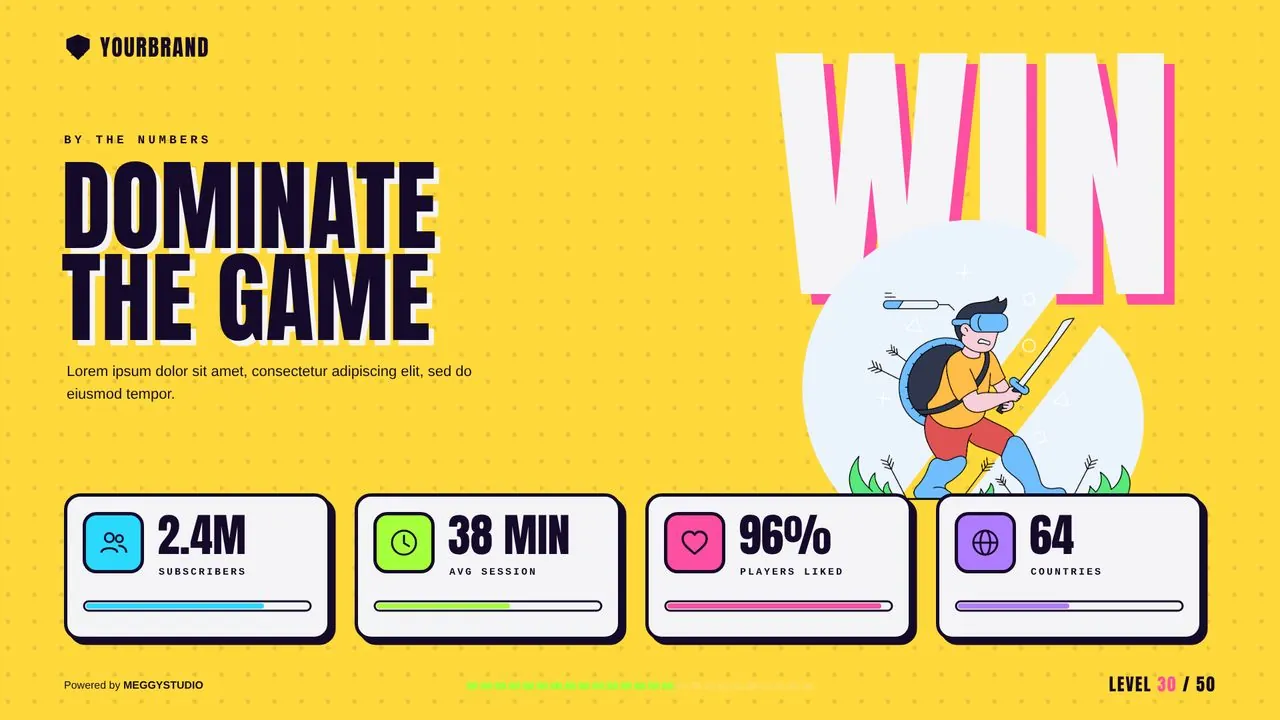 YOURBRAND
WIN
BY THE NUMBERS
DOMINATE
THE GAME
Lorem ipsum dolor sit amet, consectetur adipiscing elit, sed do
eiusmod tempor.
2.4M
SUBSCRIBERS
38 MIN
AVG SESSION
96%
PLAYERS LIKED
64
COUNTRIES
Powered by MEGGYSTUDIO
LEVEL 30 / 50